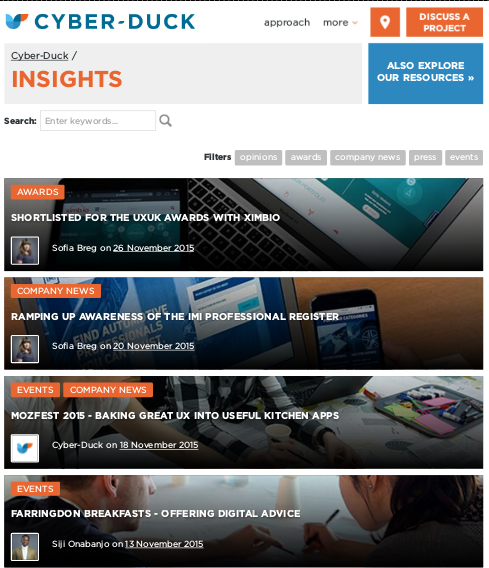 CYBER-DUCK
approach more
DISCUSS A
PROJECT
Cyber-Duck /
INSIGHTS
ALSO EXPLORE
OUR RESOURCES »
Search: Enter keywords...
Filters opinions awards company news press events
AWARDS
SHORTLISTED FOR THE UXUK AWARDS WITH XIMBIO
Sofia Breg on 26 November 2015
COMPANY NEWS
RAMPING UP AWARENESS OF THE IMI PROFESSIONAL REGISTER
FIND AUTOMOTIVE
Sofia Breg on 20 November 2015
EVENTS COMPANY NEWS
MOZFEST 2015 - BAKING GREAT UX INTO USEFUL KITCHEN APPS
Cyber-Duck on 18 November 2015
EVENTS
FARRINGDON BREAKFASTS - OFFERING DIGITAL ADVICE
Siji Onabanjo on 13 November 2015